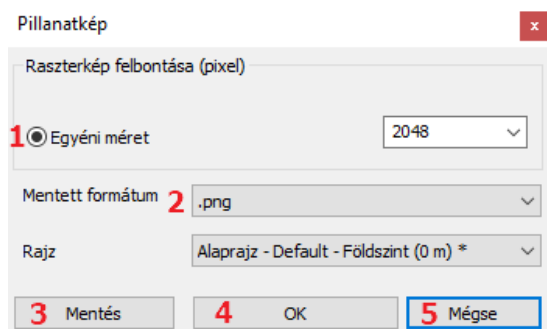 Pillanatkép x
Raszterkép felbontása (pixel)
1 Egyéni méret 2048
Mentett formátum 2 .png
Rajz Alaprajz - Default - Földszint (0 m) *
3 Mentés 4 OK 5 Mégse